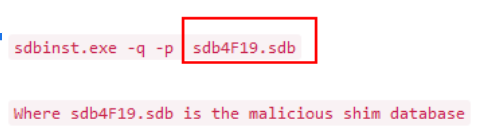 sdbinst.exe -q -p sdb4F19.sdb
Where sdb4F19.sdb is the malicious shim database